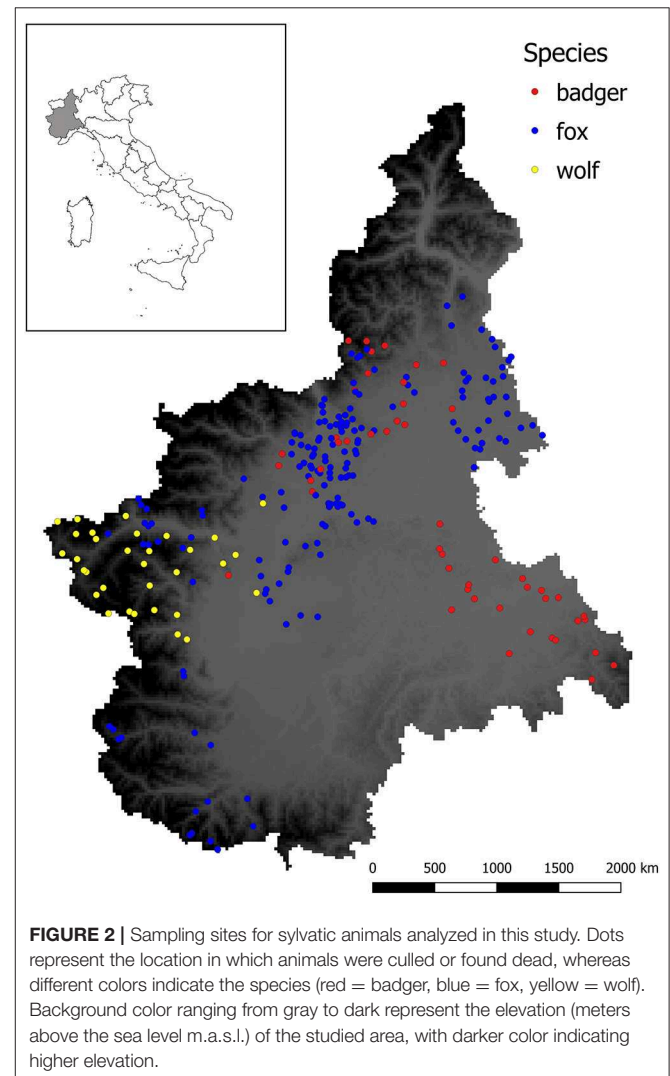 Species
badger
fox
wolf
0 500 1000 1500 2000 km
FIGURE 2 | Sampling sites for sylvatic animals analyzed in this study. Dots
represent the location in which animals were culled or found dead, whereas
different colors indicate the species (red = badger, blue = fox, yellow = wolf).
Background color ranging from gray to dark represent the elevation (meters
above the sea level m.a.s.l.) of the studied area, with darker color indicating
higher elevation.